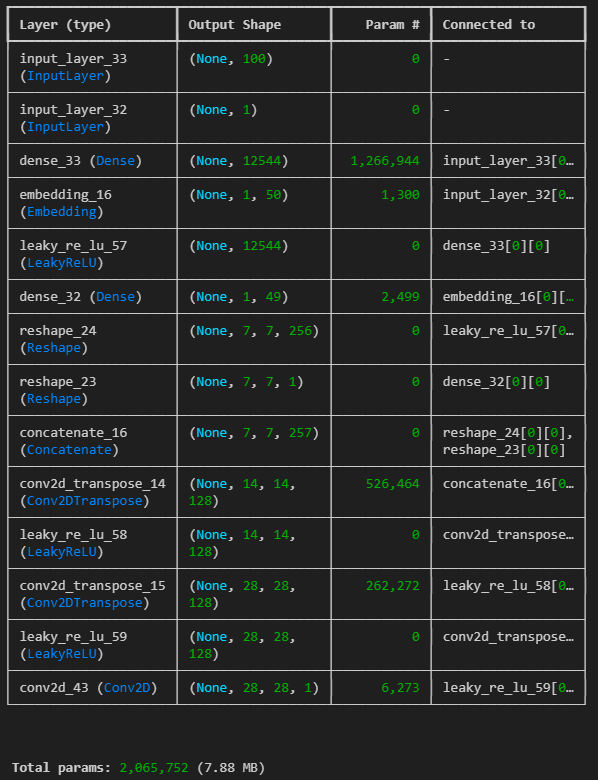 Layer (type) Output Shape Param # Connected to
input_layer_33 (None, 100) 0 -
(InputLayer)
input_layer_32 (None, 1) 0 -
(InputLayer)
dense_33 (Dense) (None, 12544) 1,266,944 input_layer_33[0…
embedding_16 (None, 1, 50) 1,300 input_layer_32[0…
(Embedding)
leaky_re_lu_57 (None, 12544) 0 dense_33[0][0]
(LeakyReLU)
dense_32 (Dense) (None, 1, 49) 2,499 embedding_16[0][…
reshape_24 (None, 7, 7, 256) 0 leaky_re_lu_57[0…
(Reshape)
reshape_23 (None, 7, 7, 1) 0 dense_32[0][0]
(Reshape)
concatenate_16 (None, 7, 7, 257) 0 reshape_24[0][0],
(Concatenate) reshape_23[0][0]
conv2d_transpose_14 (None, 14, 14, 526,464 concatenate_16[0…
(Conv2DTranspose) 128)
leaky_re_lu_58 (None, 14, 14, 0 conv2d_transpose…
(LeakyReLU) 128)
conv2d_transpose_15 (None, 28, 28, 262,272 leaky_re_lu_58[0…
(Conv2DTranspose) 128)
leaky_re_lu_59 (None, 28, 28, 0 conv2d_transpose…
(LeakyReLU) 128)
conv2d_43 (Conv2D) (None, 28, 28, 1) 6,273 leaky_re_lu_59[0…
Total params: 2,065,752 (7.88 MB)